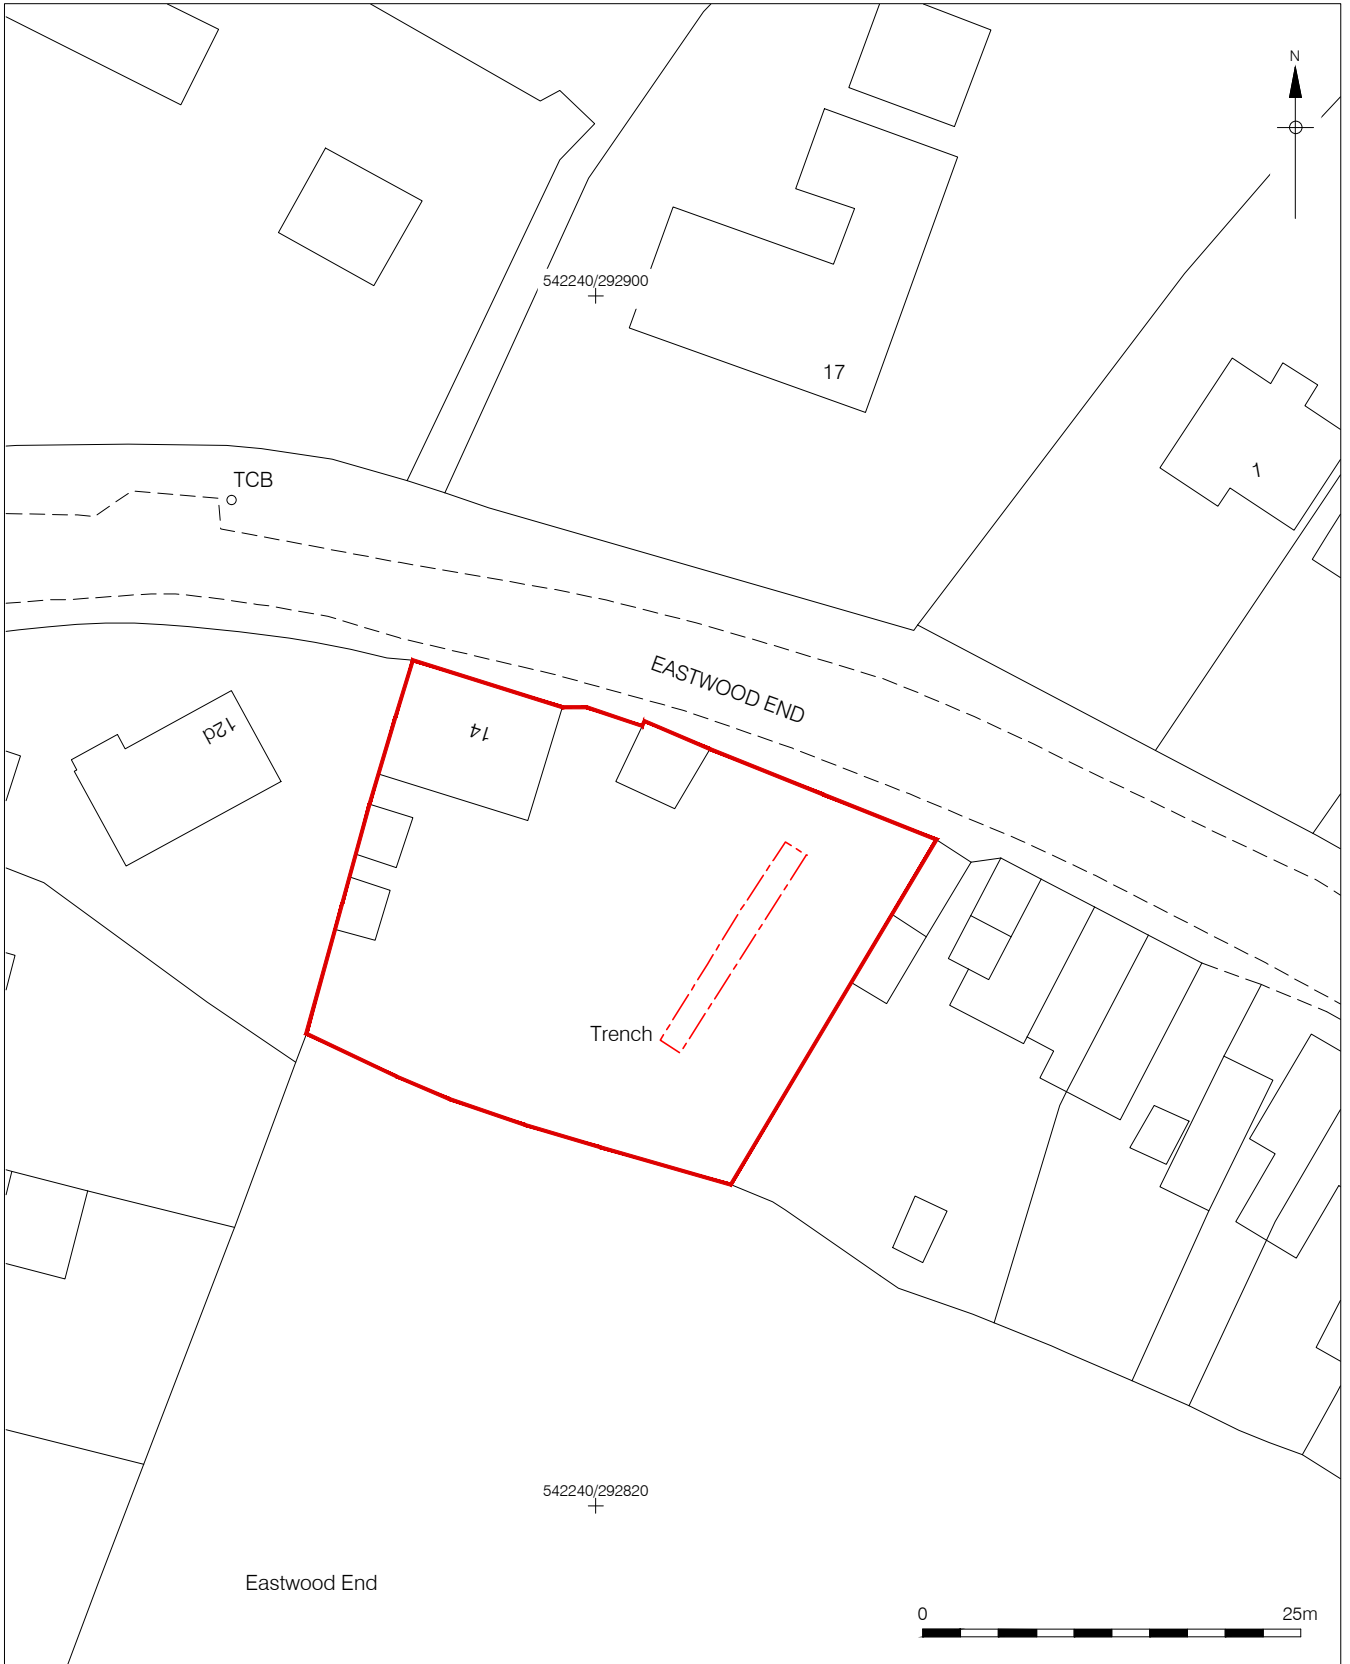 N
542240/292900
17
1
TCB
EASTWOOD END
12d
14
Trench
542240/292820
Eastwood End
0 25m